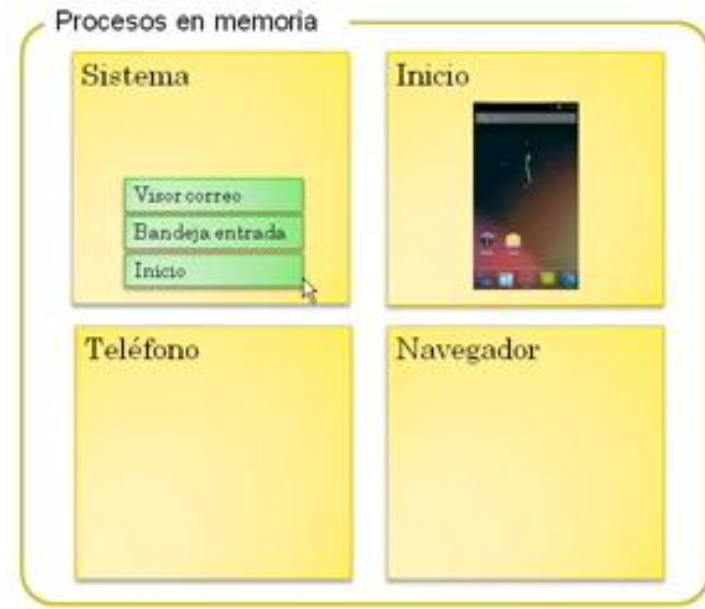 Procesos en memoria
Sistema
Visor correo
Bandeja entrada
Inicio
Inicio
Teléfono
Navegador